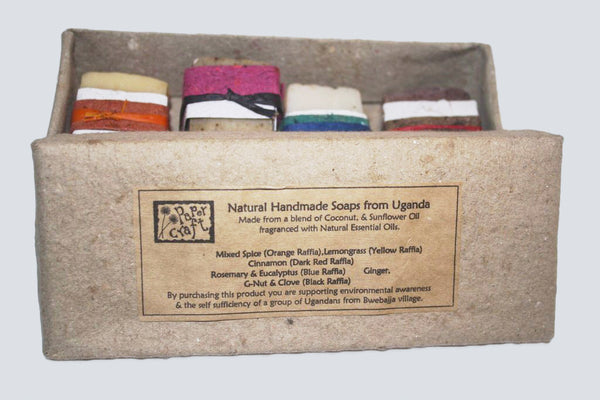 Paper
Craft
Natural Handmade Soaps from Uganda
Made from a blend of Coconut, & Sunflower Oil
fragranced with Natural Essential Oils.
Mixed Spice (Orange Raffia),Lemongrass (Yellow Raffia)
Cinnamon (Dark Red Raffia)
Rosemary & Eucalyptus (Blue Raffia) Ginger,
G-Nut & Clove (Black Raffia)
By purchasing this product you are supporting environmental awareness
& the self sufficiency of a group of Ugandans from Bwebajja village.